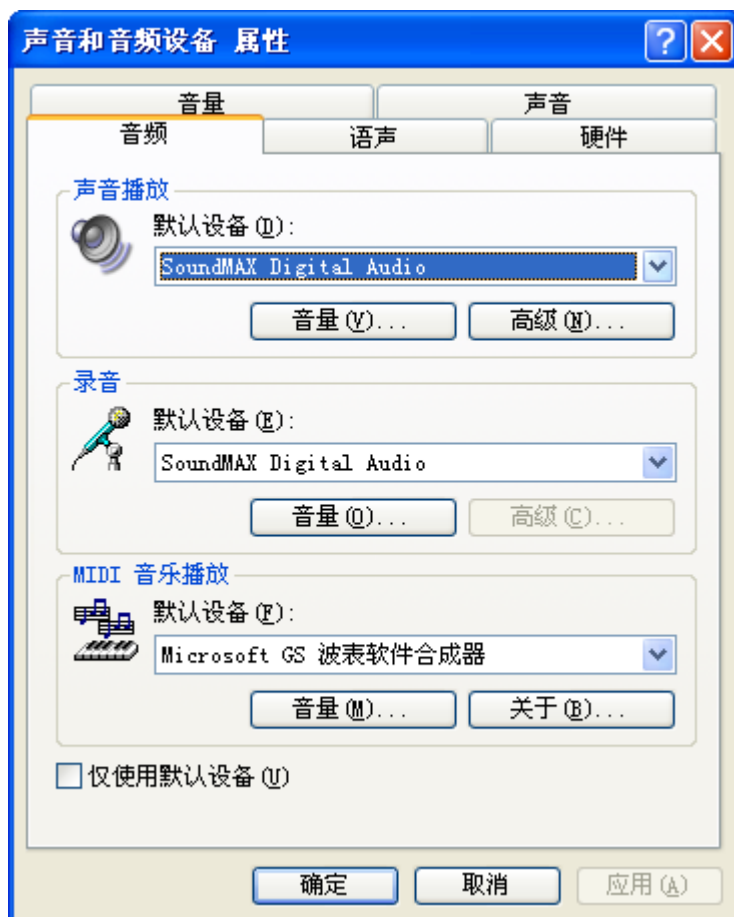 声音和音频设备 属性
音量 声音
音频 语声 硬件
声音播放
默认设备(D):
SoundMAX Digital Audio
音量(V)... 高级(N)...
录音
默认设备(E):
SoundMAX Digital Audio
音量(O)... 高级(C)...
MIDI 音乐播放
默认设备(F):
Microsoft GS 波表软件合成器
音量(M)... 关于(B)...
仅使用默认设备(U)
确定 取消 应用(A)